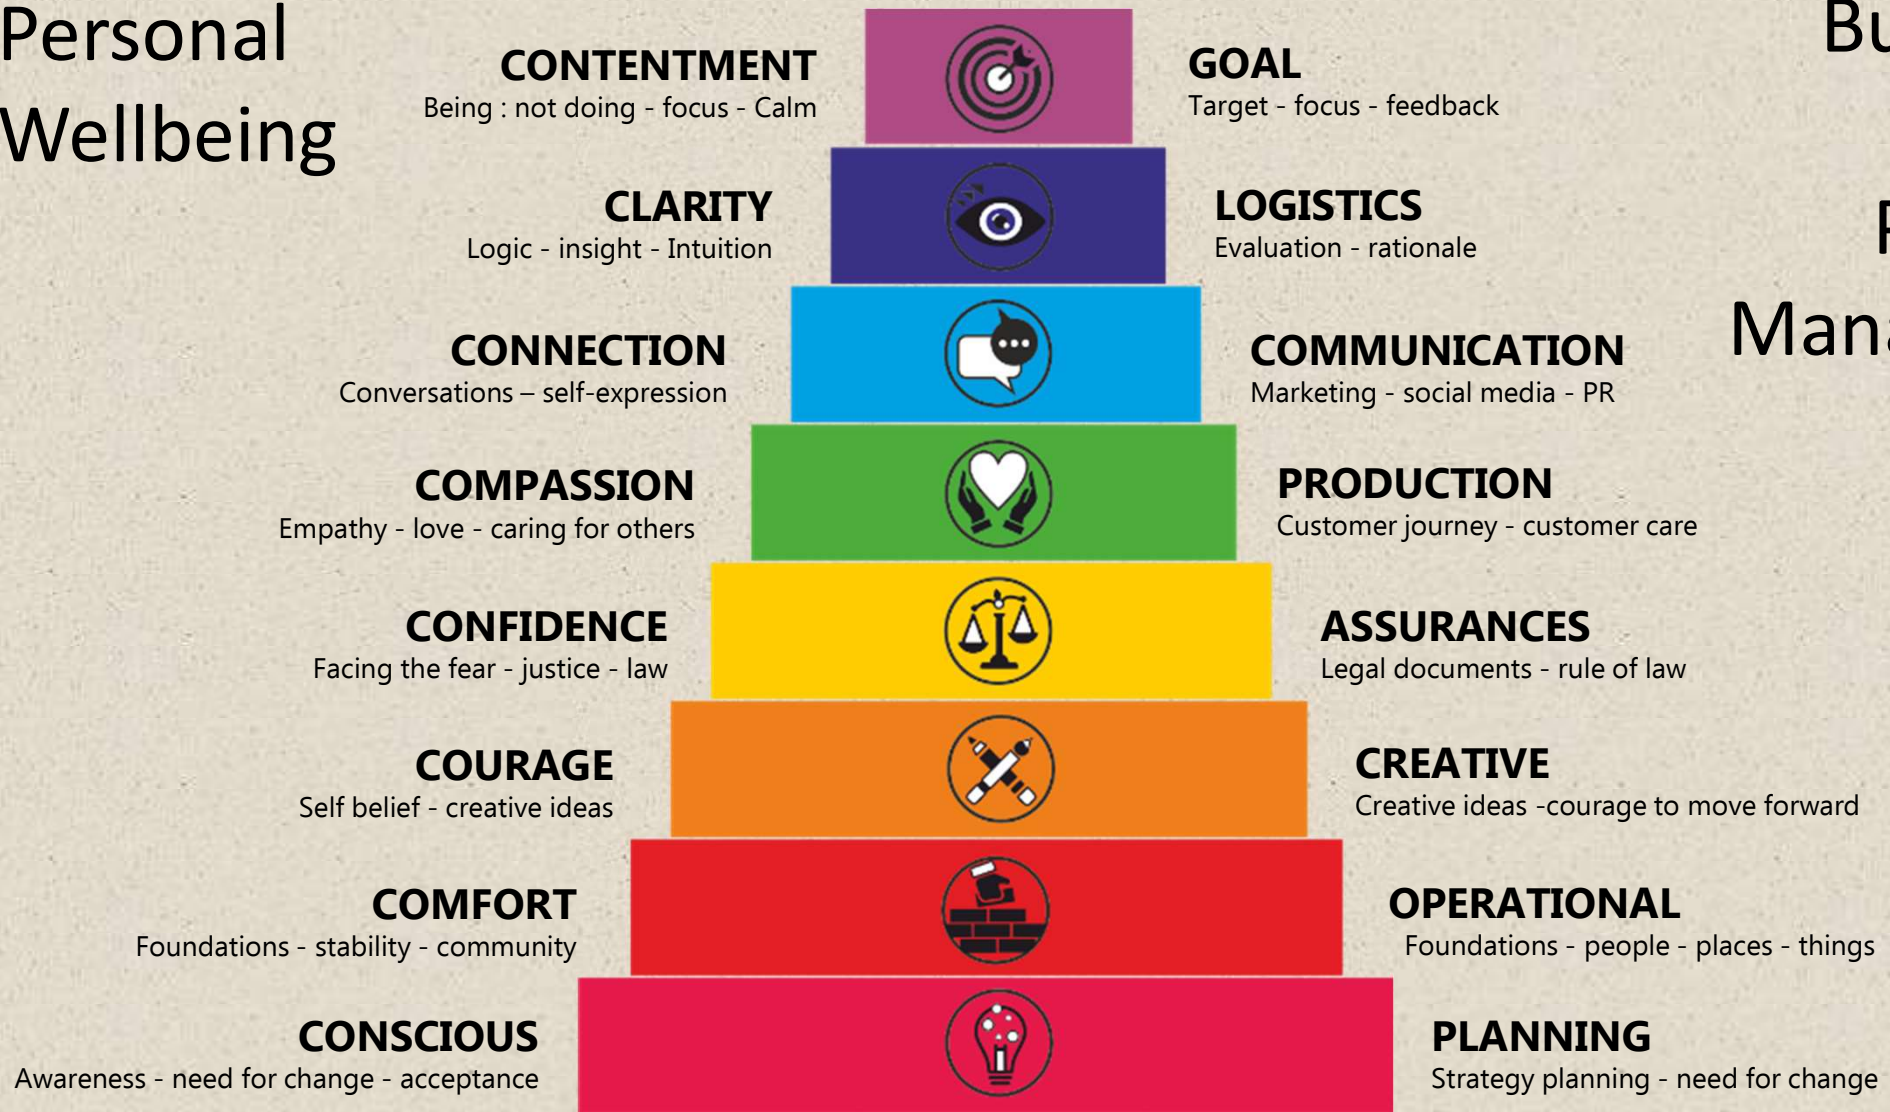 Personal
Wellbeing
CONTENTMENT
Being : not doing - focus - Calm
CLARITY
Logic - insight - Intuition
CONNECTION
Conversations – self-expression
COMPASSION
Empathy - love - caring for others
CONFIDENCE
Facing the fear - justice - law
COURAGE
Self belief - creative ideas
COMFORT
Foundations - stability - community
CONSCIOUS
Awareness - need for change - acceptance
GOAL
Target - focus - feedback
LOGISTICS
Evaluation - rationale
COMMUNICATION
Marketing - social media - PR
PRODUCTION
Customer journey - customer care
ASSURANCES
Legal documents - rule of law
CREATIVE
Creative ideas -courage to move forward
OPERATIONAL
Foundations - people - places - things
PLANNING
Strategy planning - need for change